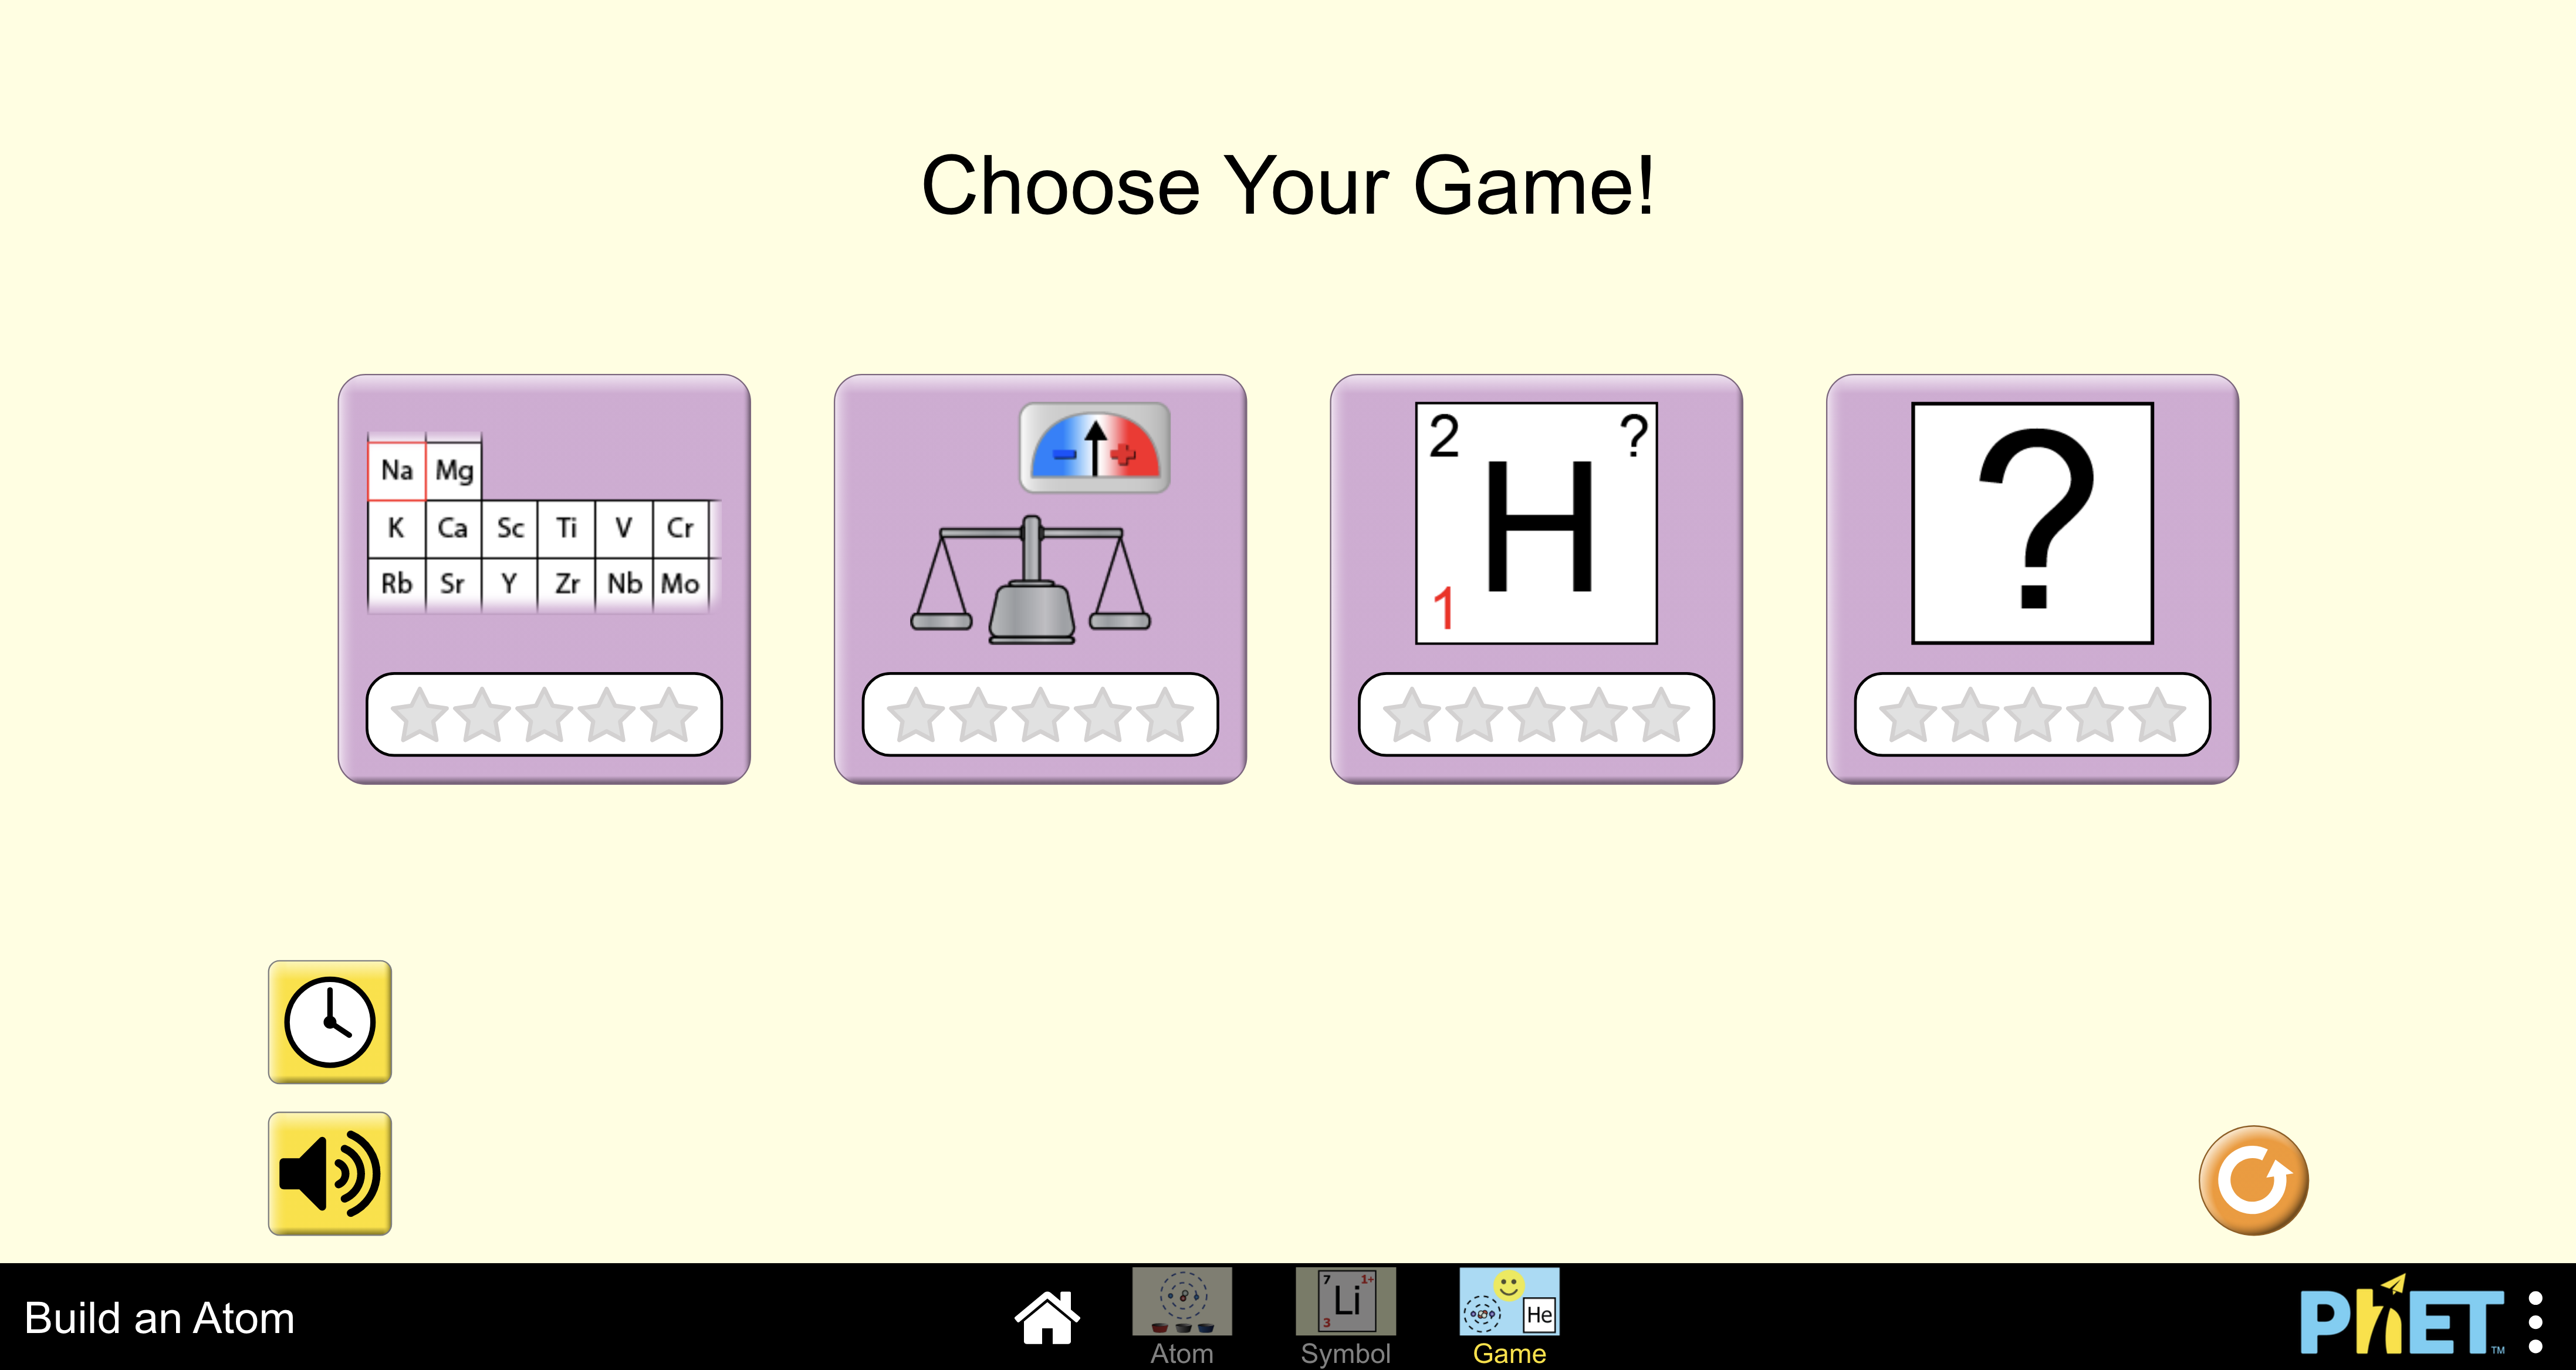 Choose Your Game!
Na Mg
K Ca Sc Ti V Cr
Rb Sr Y Zr Nb Mo
- +
2 ?
H
1
?
Build an Atom
7 1+
Li
3
He
Atom Symbol Game
PhET™